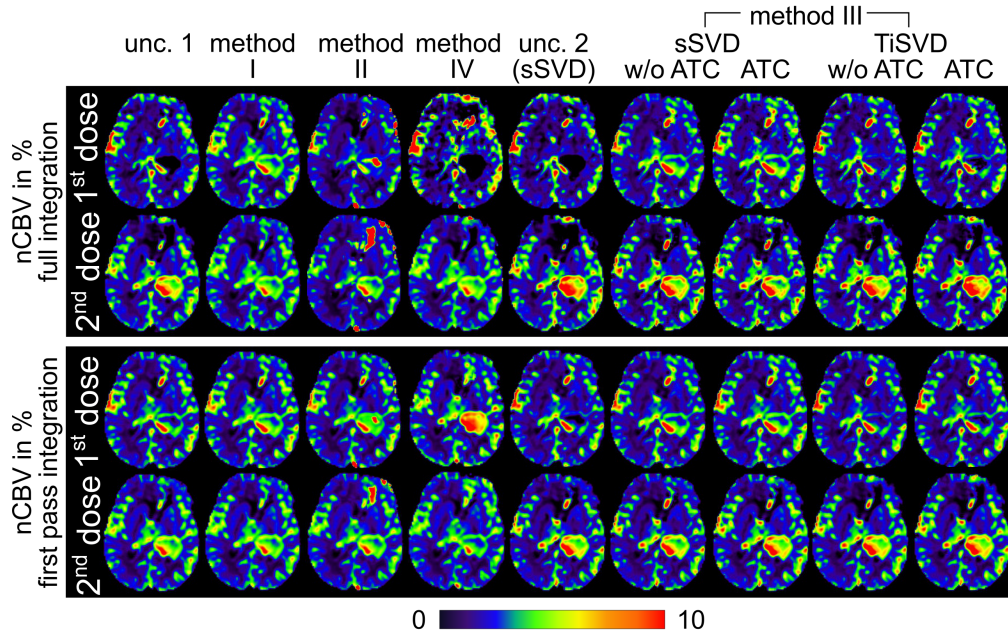 method III
unc. 1 method method method unc. 2 sSVD TiSVD
I II IV (sSVD) w/o ATC ATC w/o ATC ATC
nCBV in %
full integration
1st dose
2nd dose
nCBV in %
first pass integration
1st dose
2nd dose
0 10